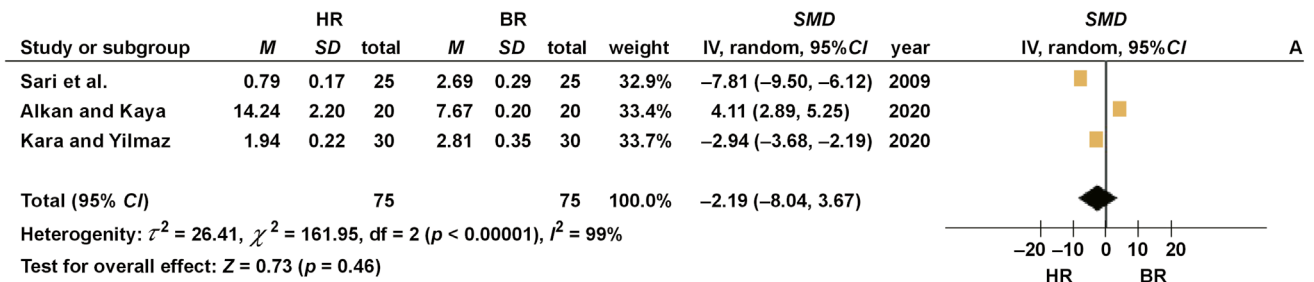 HR BR SMD SMD
Study or subgroup M SD total M SD total weight IV, random, 95%CI year IV, random, 95%CI A
Sari et al. 0.79 0.17 25 2.69 0.29 25 32.9% –7.81 (–9.50, –6.12) 2009
Alkan and Kaya 14.24 2.20 20 7.67 0.20 20 33.4% 4.11 (2.89, 5.25) 2020
Kara and Yilmaz 1.94 0.22 30 2.81 0.35 30 33.7% –2.94 (–3.68, –2.19) 2020
Total (95% CI) 75 75 100.0% –2.19 (–8.04, 3.67)
Heterogenity: τ² = 26.41, χ² = 161.95, df = 2 (p < 0.00001), I² = 99%
Test for overall effect: Z = 0.73 (p = 0.46)
–20 –10 0 10 20
HR BR